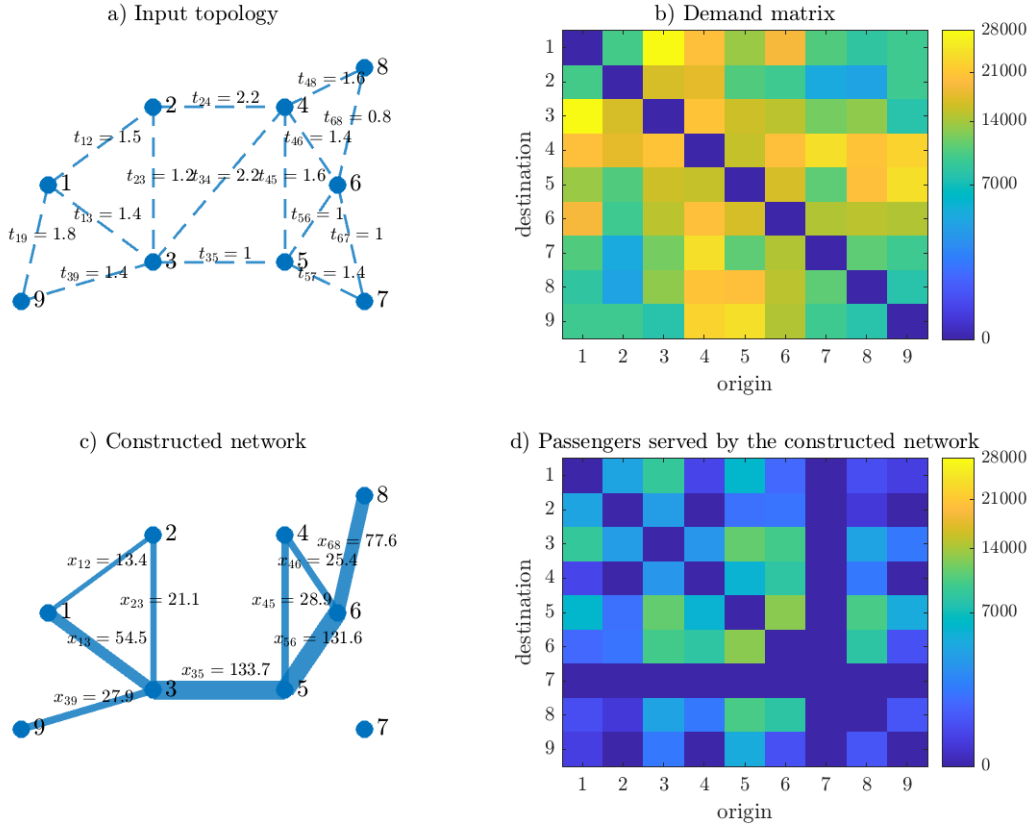 a) Input topology
8
t₄₈ = 1.6
2
t₂₄ = 2.2
4
t₆₈ = 0.8
t₁₂ = 1.5
t₄₆ = 1.4
1
t₂₃ = 1.2
t₃₄ = 2.2
t₄₅ = 1.6
6
t₁₃ = 1.4
t₅₆ = 1
t₁₉ = 1.8
t₆₇ = 1
t₃₅ = 1
3
5
t₃₉ = 1.4
t₅₇ = 1.4
9
7
b) Demand matrix
destination
1
2
3
4
5
6
7
8
9
1 2 3 4 5 6 7 8 9
origin
28000
21000
14000
7000
0
c) Constructed network
8
2
4
x₆₈ = 77.6
x₁₂ = 13.4
x₄₆ = 25.4
1
x₂₃ = 21.1
x₄₅ = 28.9
6
x₁₃ = 54.5
x₅₆ = 131.6
x₃₅ = 133.7
3
5
x₃₉ = 27.9
9
7
d) Passengers served by the constructed network
destination
1
2
3
4
5
6
7
8
9
1 2 3 4 5 6 7 8 9
origin
28000
21000
14000
7000
0